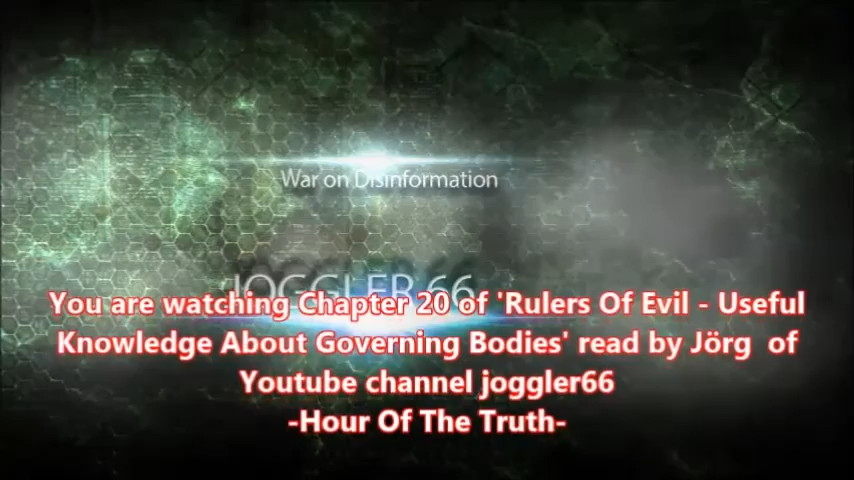 War on Disinformation
JOGGLER 66
You are watching Chapter 20 of 'Rulers Of Evil - Useful
Knowledge About Governing Bodies' read by Jörg of
Youtube channel joggler66
-Hour Of The Truth-